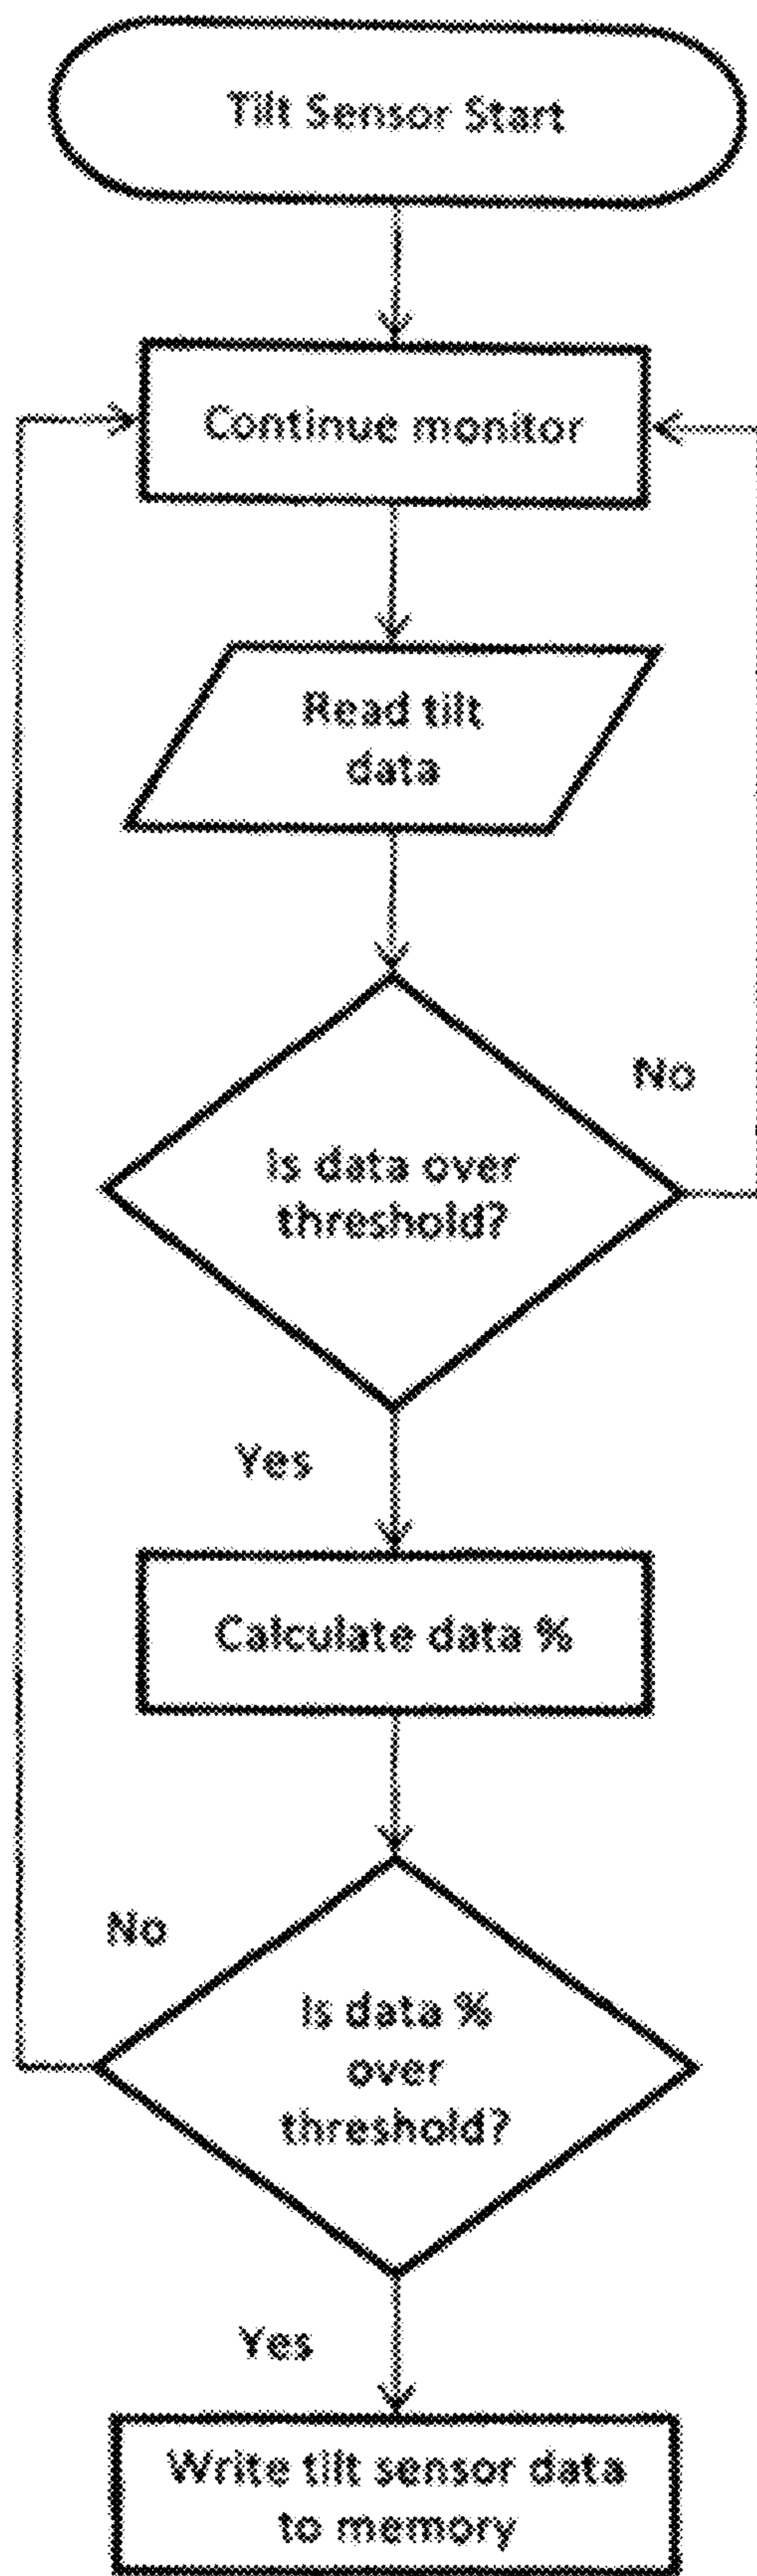 Tilt Sensor Start
Continue monitor
Read tilt
data
No
Is data over
threshold?
Yes
Calculate data %
No
Is data %
over
threshold?
Yes
Write tilt sensor data
to memory